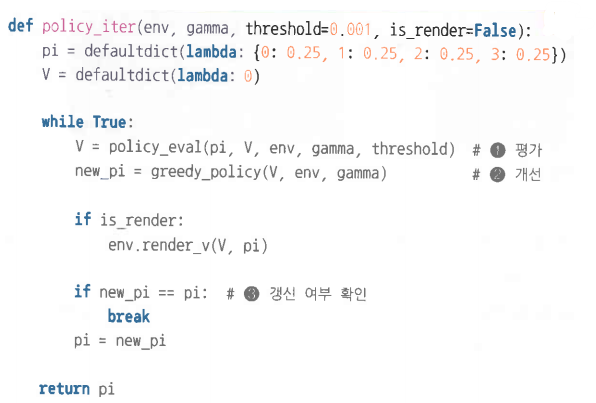 def policy_iter(env, gamma, threshold=0.001, is_render=False):
    pi = defaultdict(lambda: {0: 0.25, 1: 0.25, 2: 0.25, 3: 0.25})
    V = defaultdict(lambda: 0)

    while True:
        V = policy_eval(pi, V, env, gamma, threshold)  # ❶ 평가
        new_pi = greedy_policy(V, env, gamma)          # ❷ 개선

        if is_render:
            env.render_v(V, pi)

        if new_pi == pi:  # ❸ 갱신 여부 확인
            break
        pi = new_pi

    return pi